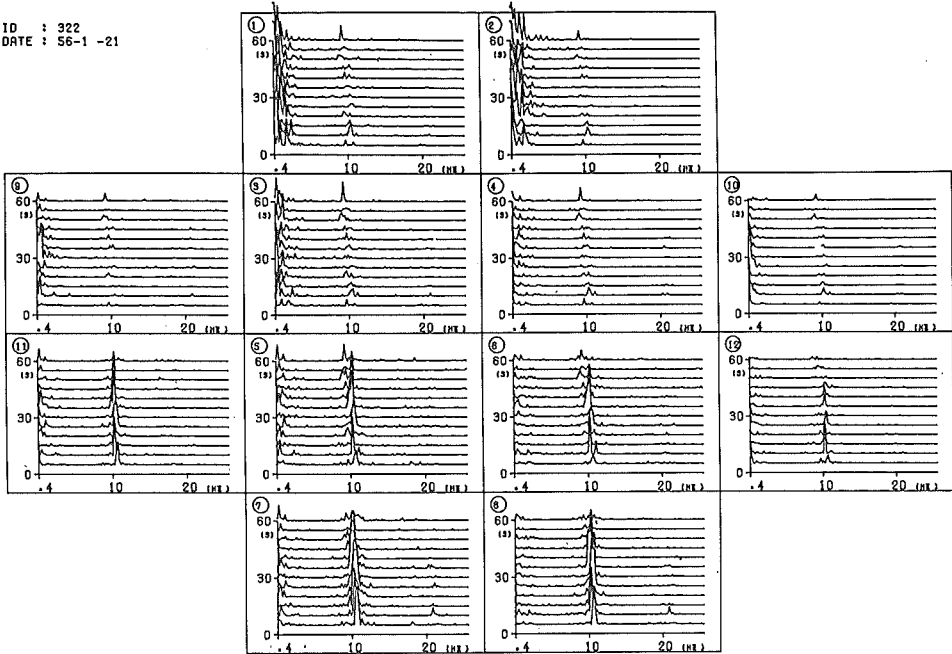 ID : 322
DATE : 56-1 -21
① ②
60 60
(S) (S)
30 30
0 0
.4 10 20 (HZ) .4 10 20 (HZ)
⑨ ③ ④ ⑩
60 60 60 60
(S) (S) (S) (S)
30 30 30 30
0 0 0 0
.4 10 20 (HZ) .4 10 20 (HZ) .4 10 20 (HZ) .4 10 20 (HZ)
⑪ ⑤ ⑥ ⑫
60 60 60 60
(S) (S) (S) (S)
30 30 30 30
0 0 0 0
.4 10 20 (HZ) .4 10 20 (HZ) .4 10 20 (HZ) .4 10 20 (HZ)
⑦ ⑧
60 60
(S) (S)
30 30
0 0
.4 10 20 (HZ) .4 10 20 (HZ)